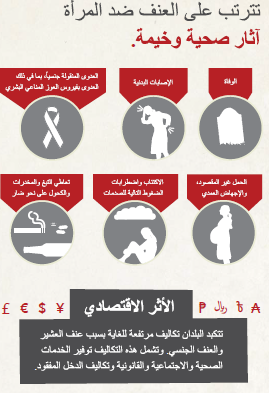 تترتب على العنف ضد المرأة
آثار صحية وخيمة.
الوفاة
الإصابات البدنية
العدوى المنقولة جنسياً، بما في ذلك
العدوى بفيروس العوز المناعي البشري
الحمل غير المقصود،
والإجهاض العمدي
الاكتئاب واضطرابات
الضغوط التالية للصدمات
تعاطي التبغ والمخدرات
والكحول على نحو ضار
£ € $ ¥ الأثر الاقتصادي ₱ ﷼ ৳ ₳
تتكبد البلدان تكاليف مرتفعة للغاية بسبب عنف العشير
والعنف الجنسي. وتشمل هذه التكاليف توفير الخدمات
الصحية والاجتماعية والقانونية وتكاليف الدخل المفقود.